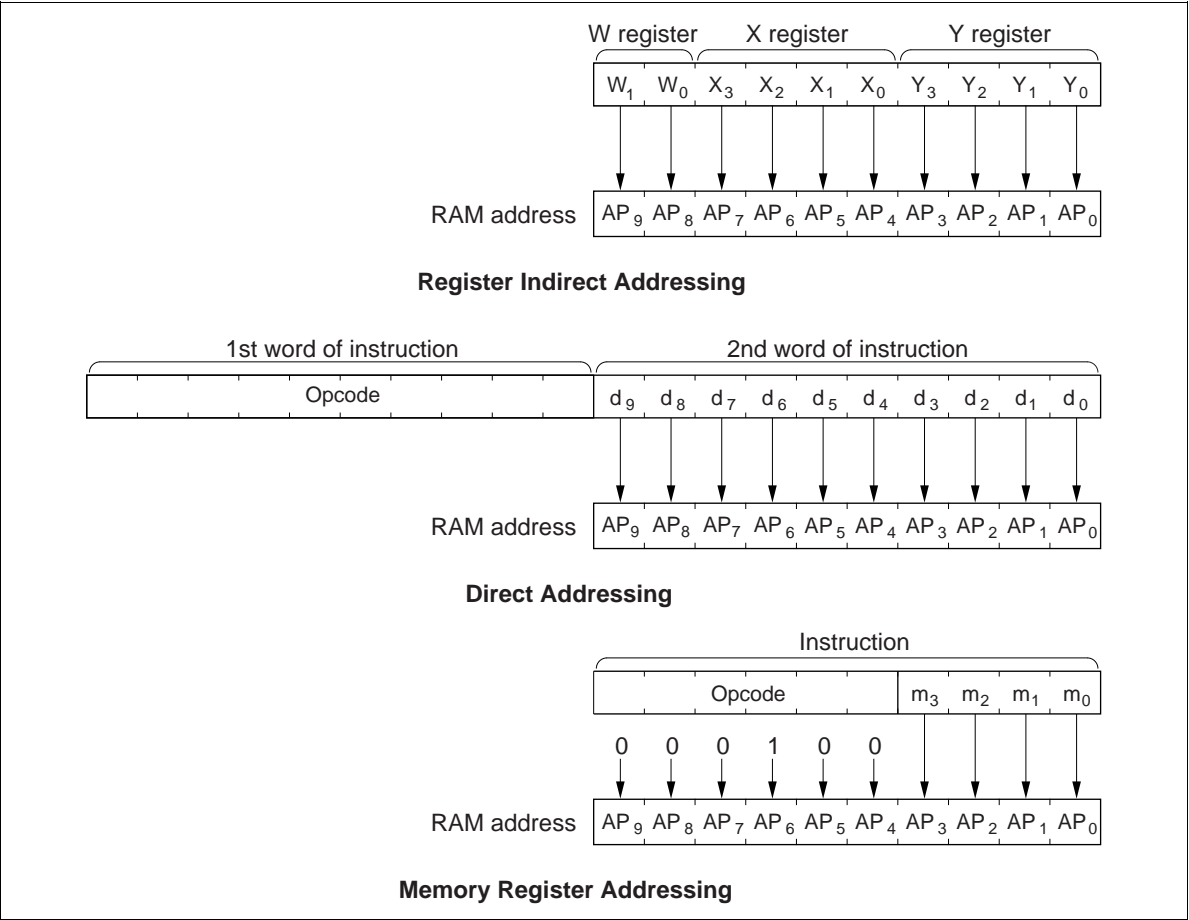 W register X register Y register
W1 W0 X3 X2 X1 X0 Y3 Y2 Y1 Y0
RAM address AP9 AP8 AP7 AP6 AP5 AP4 AP3 AP2 AP1 AP0
Register Indirect Addressing
1st word of instruction 2nd word of instruction
Opcode d9 d8 d7 d6 d5 d4 d3 d2 d1 d0
RAM address AP9 AP8 AP7 AP6 AP5 AP4 AP3 AP2 AP1 AP0
Direct Addressing
Instruction
Opcode m3 m2 m1 m0
0 0 0 1 0 0
RAM address AP9 AP8 AP7 AP6 AP5 AP4 AP3 AP2 AP1 AP0
Memory Register Addressing